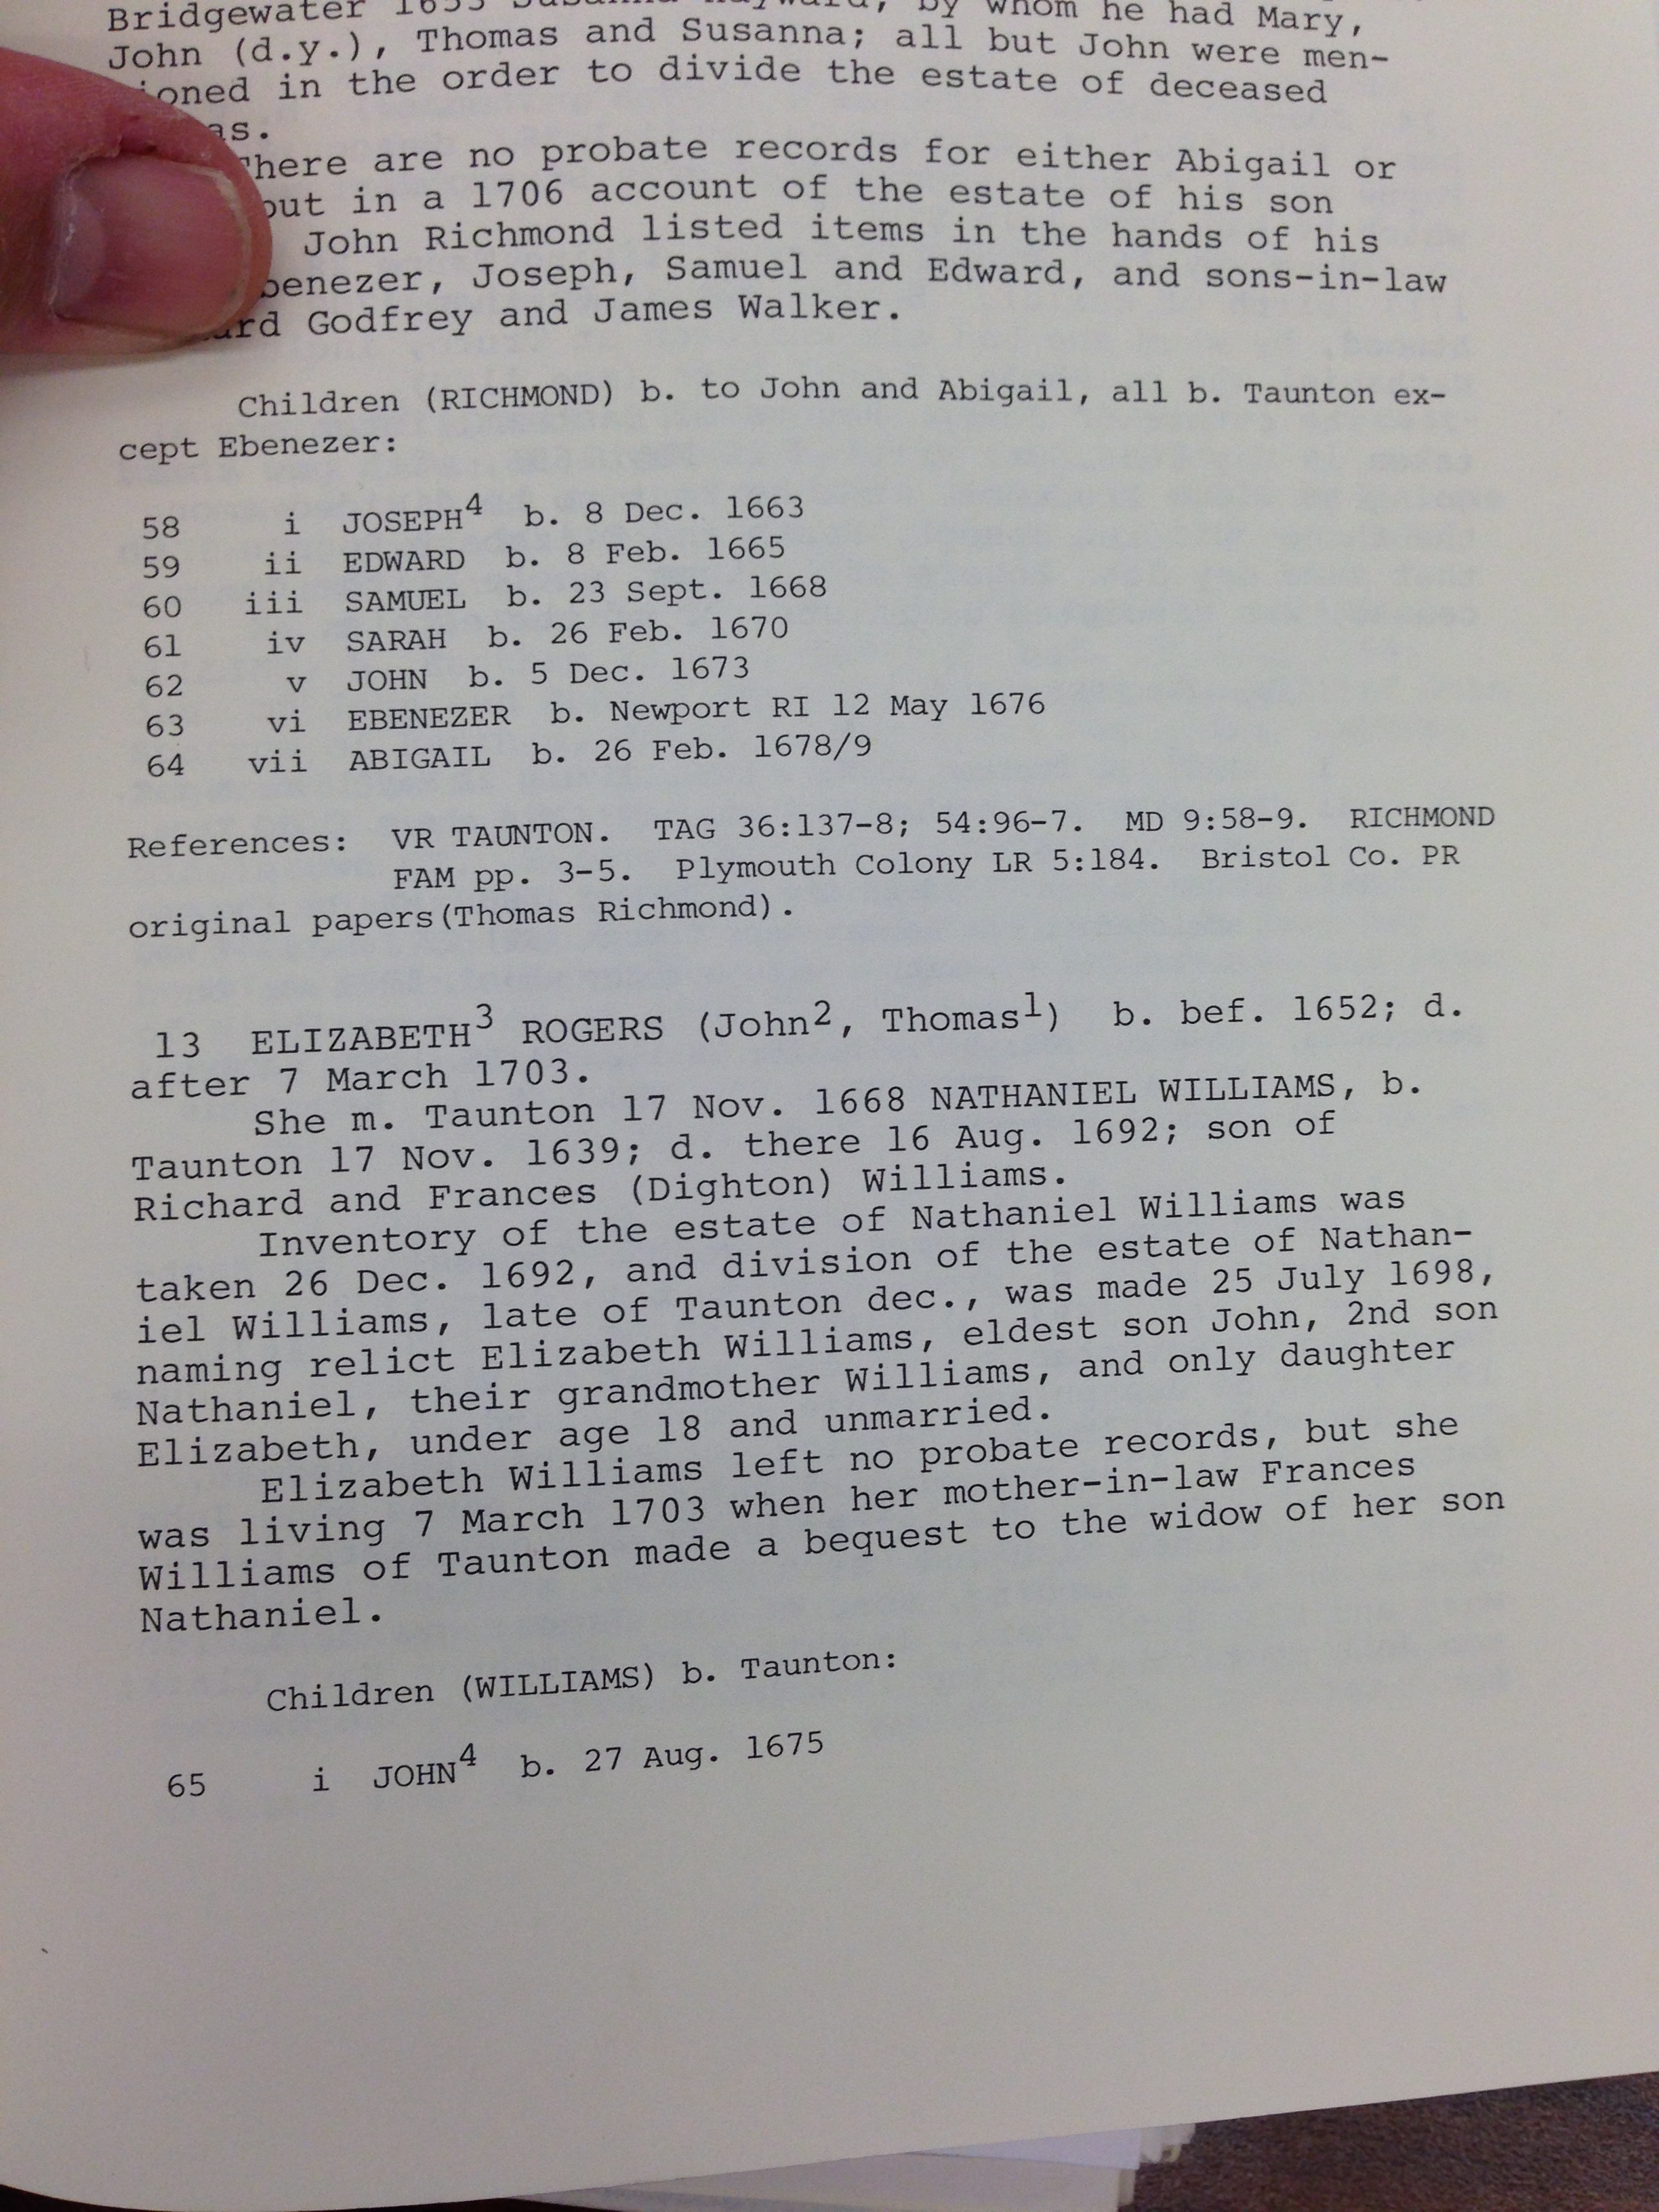 Bridgewater 1653 Susanna Hayward, by whom he had Mary,
John (d.y.), Thomas and Susanna; all but John were men-
ioned in the order to divide the estate of deceased
as.
here are no probate records for either Abigail or
but in a 1706 account of the estate of his son
John Richmond listed items in the hands of his
benezer, Joseph, Samuel and Edward, and sons-in-law
ard Godfrey and James Walker.
Children (RICHMOND) b. to John and Abigail, all b. Taunton ex-
cept Ebenezer:
58 i JOSEPH⁴ b. 8 Dec. 1663
59 ii EDWARD b. 8 Feb. 1665
60 iii SAMUEL b. 23 Sept. 1668
61 iv SARAH b. 26 Feb. 1670
62 v JOHN b. 5 Dec. 1673
63 vi EBENEZER b. Newport RI 12 May 1676
64 vii ABIGAIL b. 26 Feb. 1678/9
References: VR TAUNTON. TAG 36:137-8; 54:96-7. MD 9:58-9. RICHMOND
FAM pp. 3-5. Plymouth Colony LR 5:184. Bristol Co. PR
original papers(Thomas Richmond).
13 ELIZABETH³ ROGERS (John², Thomas¹) b. bef. 1652; d.
after 7 March 1703.
She m. Taunton 17 Nov. 1668 NATHANIEL WILLIAMS, b.
Taunton 17 Nov. 1639; d. there 16 Aug. 1692; son of
Richard and Frances (Dighton) Williams.
Inventory of the estate of Nathaniel Williams was
taken 26 Dec. 1692, and division of the estate of Nathan-
iel Williams, late of Taunton dec., was made 25 July 1698,
naming relict Elizabeth Williams, eldest son John, 2nd son
Nathaniel, their grandmother Williams, and only daughter
Elizabeth, under age 18 and unmarried.
Elizabeth Williams left no probate records, but she
was living 7 March 1703 when her mother-in-law Frances
Williams of Taunton made a bequest to the widow of her son
Nathaniel.
Children (WILLIAMS) b. Taunton:
65 i JOHN⁴ b. 27 Aug. 1675